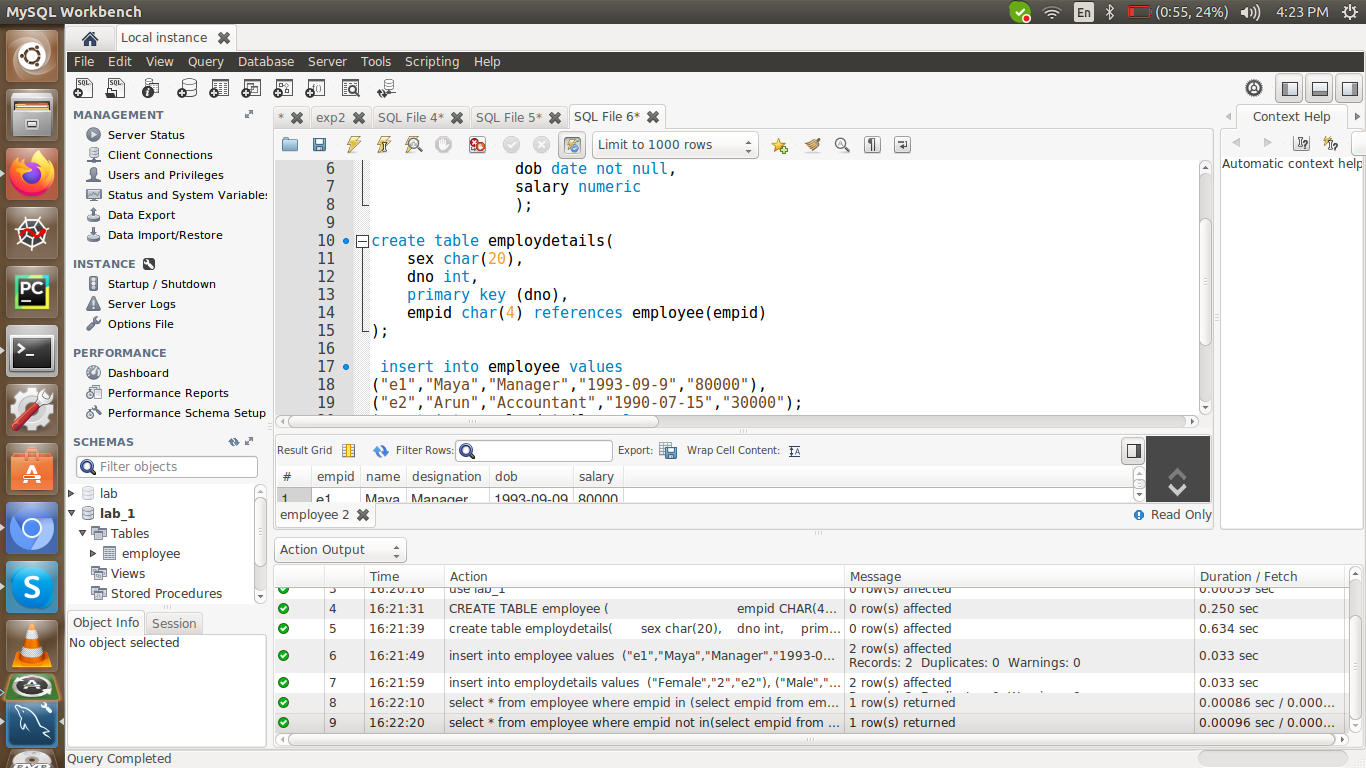 MySQL Workbench
En
(0:55, 24%)
4:23 PM
Local instance
File Edit View Query Database Server Tools Scripting Help
MANAGEMENT
Server Status
Client Connections
Users and Privileges
Status and System Variables
Data Export
Data Import/Restore
INSTANCE
Startup / Shutdown
Server Logs
Options File
PERFORMANCE
Dashboard
Performance Reports
Performance Schema Setup
SCHEMAS
Filter objects
lab
lab_1
Tables
employee
Views
Stored Procedures
Object Info Session
No object selected
* exp2 SQL File 4* SQL File 5* SQL File 6*
Limit to 1000 rows
6 dob date not null,
7 salary numeric
8 );
9
10 create table employdetails(
11 sex char(20),
12 dno int,
13 primary key (dno),
14 empid char(4) references employee(empid)
15 );
16
17 insert into employee values
18 ("e1","Maya","Manager","1993-09-9","80000"),
19 ("e2","Arun","Accountant","1990-07-15","30000");
Result Grid Filter Rows: Export: Wrap Cell Content:
# empid name designation dob salary
1 e1 Maya Manager 1993-09-09 80000
employee 2
Read Only
Context Help
Automatic context help
Action Output
Time Action Message Duration / Fetch
3 16:20:16 use lab_1 0 row(s) affected 0.00039 sec
4 16:21:31 CREATE TABLE employee ( empid CHAR(4... 0 row(s) affected 0.250 sec
5 16:21:39 create table employdetails( sex char(20), dno int, prim... 0 row(s) affected 0.634 sec
6 16:21:49 insert into employee values ("e1","Maya","Manager","1993-0... 2 row(s) affected
Records: 2 Duplicates: 0 Warnings: 0 0.033 sec
7 16:21:59 insert into employdetails values ("Female","2","e2"), ("Male","... 2 row(s) affected 0.033 sec
8 16:22:10 select * from employee where empid in (select empid from em... 1 row(s) returned 0.00086 sec / 0.000...
9 16:22:20 select * from employee where empid not in(select empid from ... 1 row(s) returned 0.00096 sec / 0.000...
Query Completed